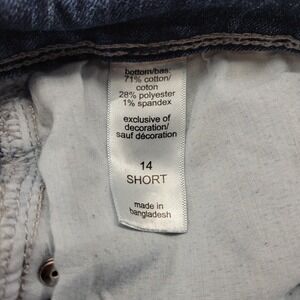 bottom/bas:
71% cotton/
coton
28% polyester
1% spandex
exclusive of
decoration/
sauf décoration
14
SHORT
made in
bangladesh